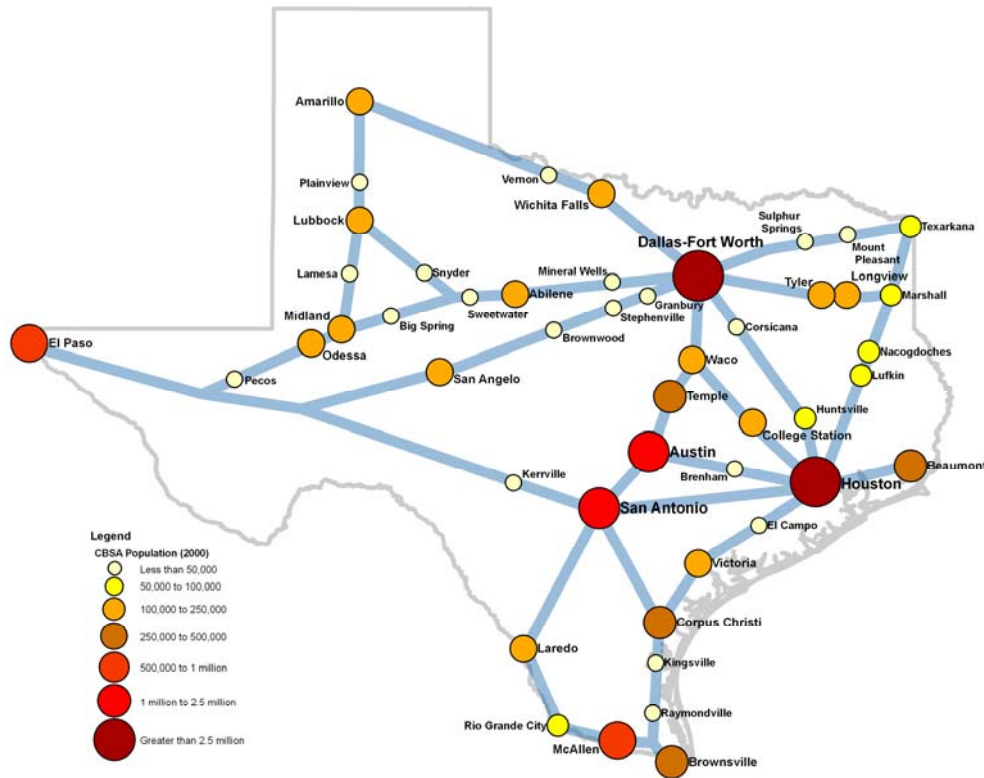 Amarillo
Plainview
Lubbock
Lamesa
Snyder
Midland
Odessa
Big Spring
Sweetwater
Abilene
Mineral Wells
Vernon
Wichita Falls
Dallas-Fort Worth
Sulphur
Springs
Mount
Pleasant
Texarkana
Tyler
Longview
Marshall
Granbury
Stephenville
Brownwood
Corsicana
El Paso
Pecos
San Angelo
Waco
Nacogdoches
Lufkin
Temple
Huntsville
College Station
Austin
Brenham
Houston
Beaumont
Kerrville
San Antonio
El Campo
Victoria
Corpus Christi
Laredo
Kingsville
Raymondville
Rio Grande City
McAllen
Brownsville
Legend
CBSA Population (2000)
Less than 50,000
50,000 to 100,000
100,000 to 250,000
250,000 to 500,000
500,000 to 1 million
1 million to 2.5 million
Greater than 2.5 million